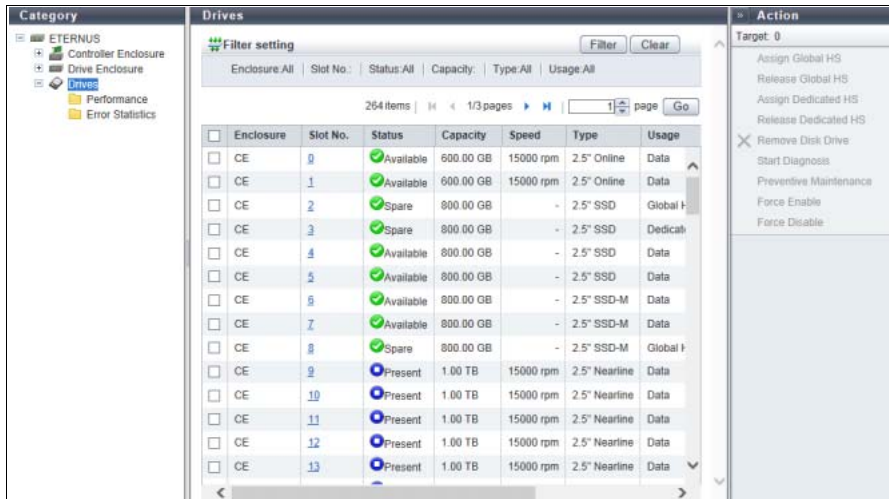 Category
ETERNUS
Controller Enclosure
Drive Enclosure
Drives
Performance
Error Statistics
Drives
Filter setting Filter Clear
Enclosure:All | Slot No.: | Status:All | Capacity: | Type:All | Usage:All
264 items | 1/3 pages | 1 page Go
Enclosure Slot No. Status Capacity Speed Type Usage
CE 0 Available 600.00 GB 15000 rpm 2.5" Online Data
CE 1 Available 600.00 GB 15000 rpm 2.5" Online Data
CE 2 Spare 800.00 GB - 2.5" SSD Global H
CE 3 Spare 800.00 GB - 2.5" SSD Dedicate
CE 4 Available 800.00 GB - 2.5" SSD Data
CE 5 Available 800.00 GB - 2.5" SSD Data
CE 6 Available 800.00 GB - 2.5" SSD-M Data
CE 7 Available 800.00 GB - 2.5" SSD-M Data
CE 8 Spare 800.00 GB - 2.5" SSD-M Global H
CE 9 Present 1.00 TB 15000 rpm 2.5" Nearline Data
CE 10 Present 1.00 TB 15000 rpm 2.5" Nearline Data
CE 11 Present 1.00 TB 15000 rpm 2.5" Nearline Data
CE 12 Present 1.00 TB 15000 rpm 2.5" Nearline Data
CE 13 Present 1.00 TB 15000 rpm 2.5" Nearline Data
» Action
Target: 0
Assign Global HS
Release Global HS
Assign Dedicated HS
Release Dedicated HS
Remove Disk Drive
Start Diagnosis
Preventive Maintenance
Force Enable
Force Disable